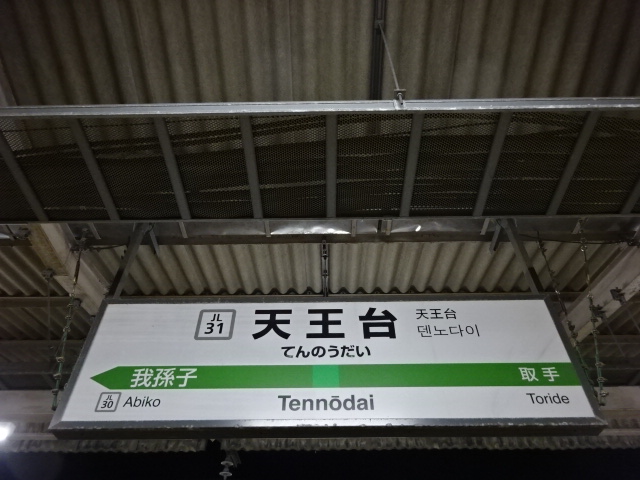 JL
31
天王台
天王台
텐노다이
てんのうだい
我孫子
取手
JL
30
Abiko
Tennōdai
Toride